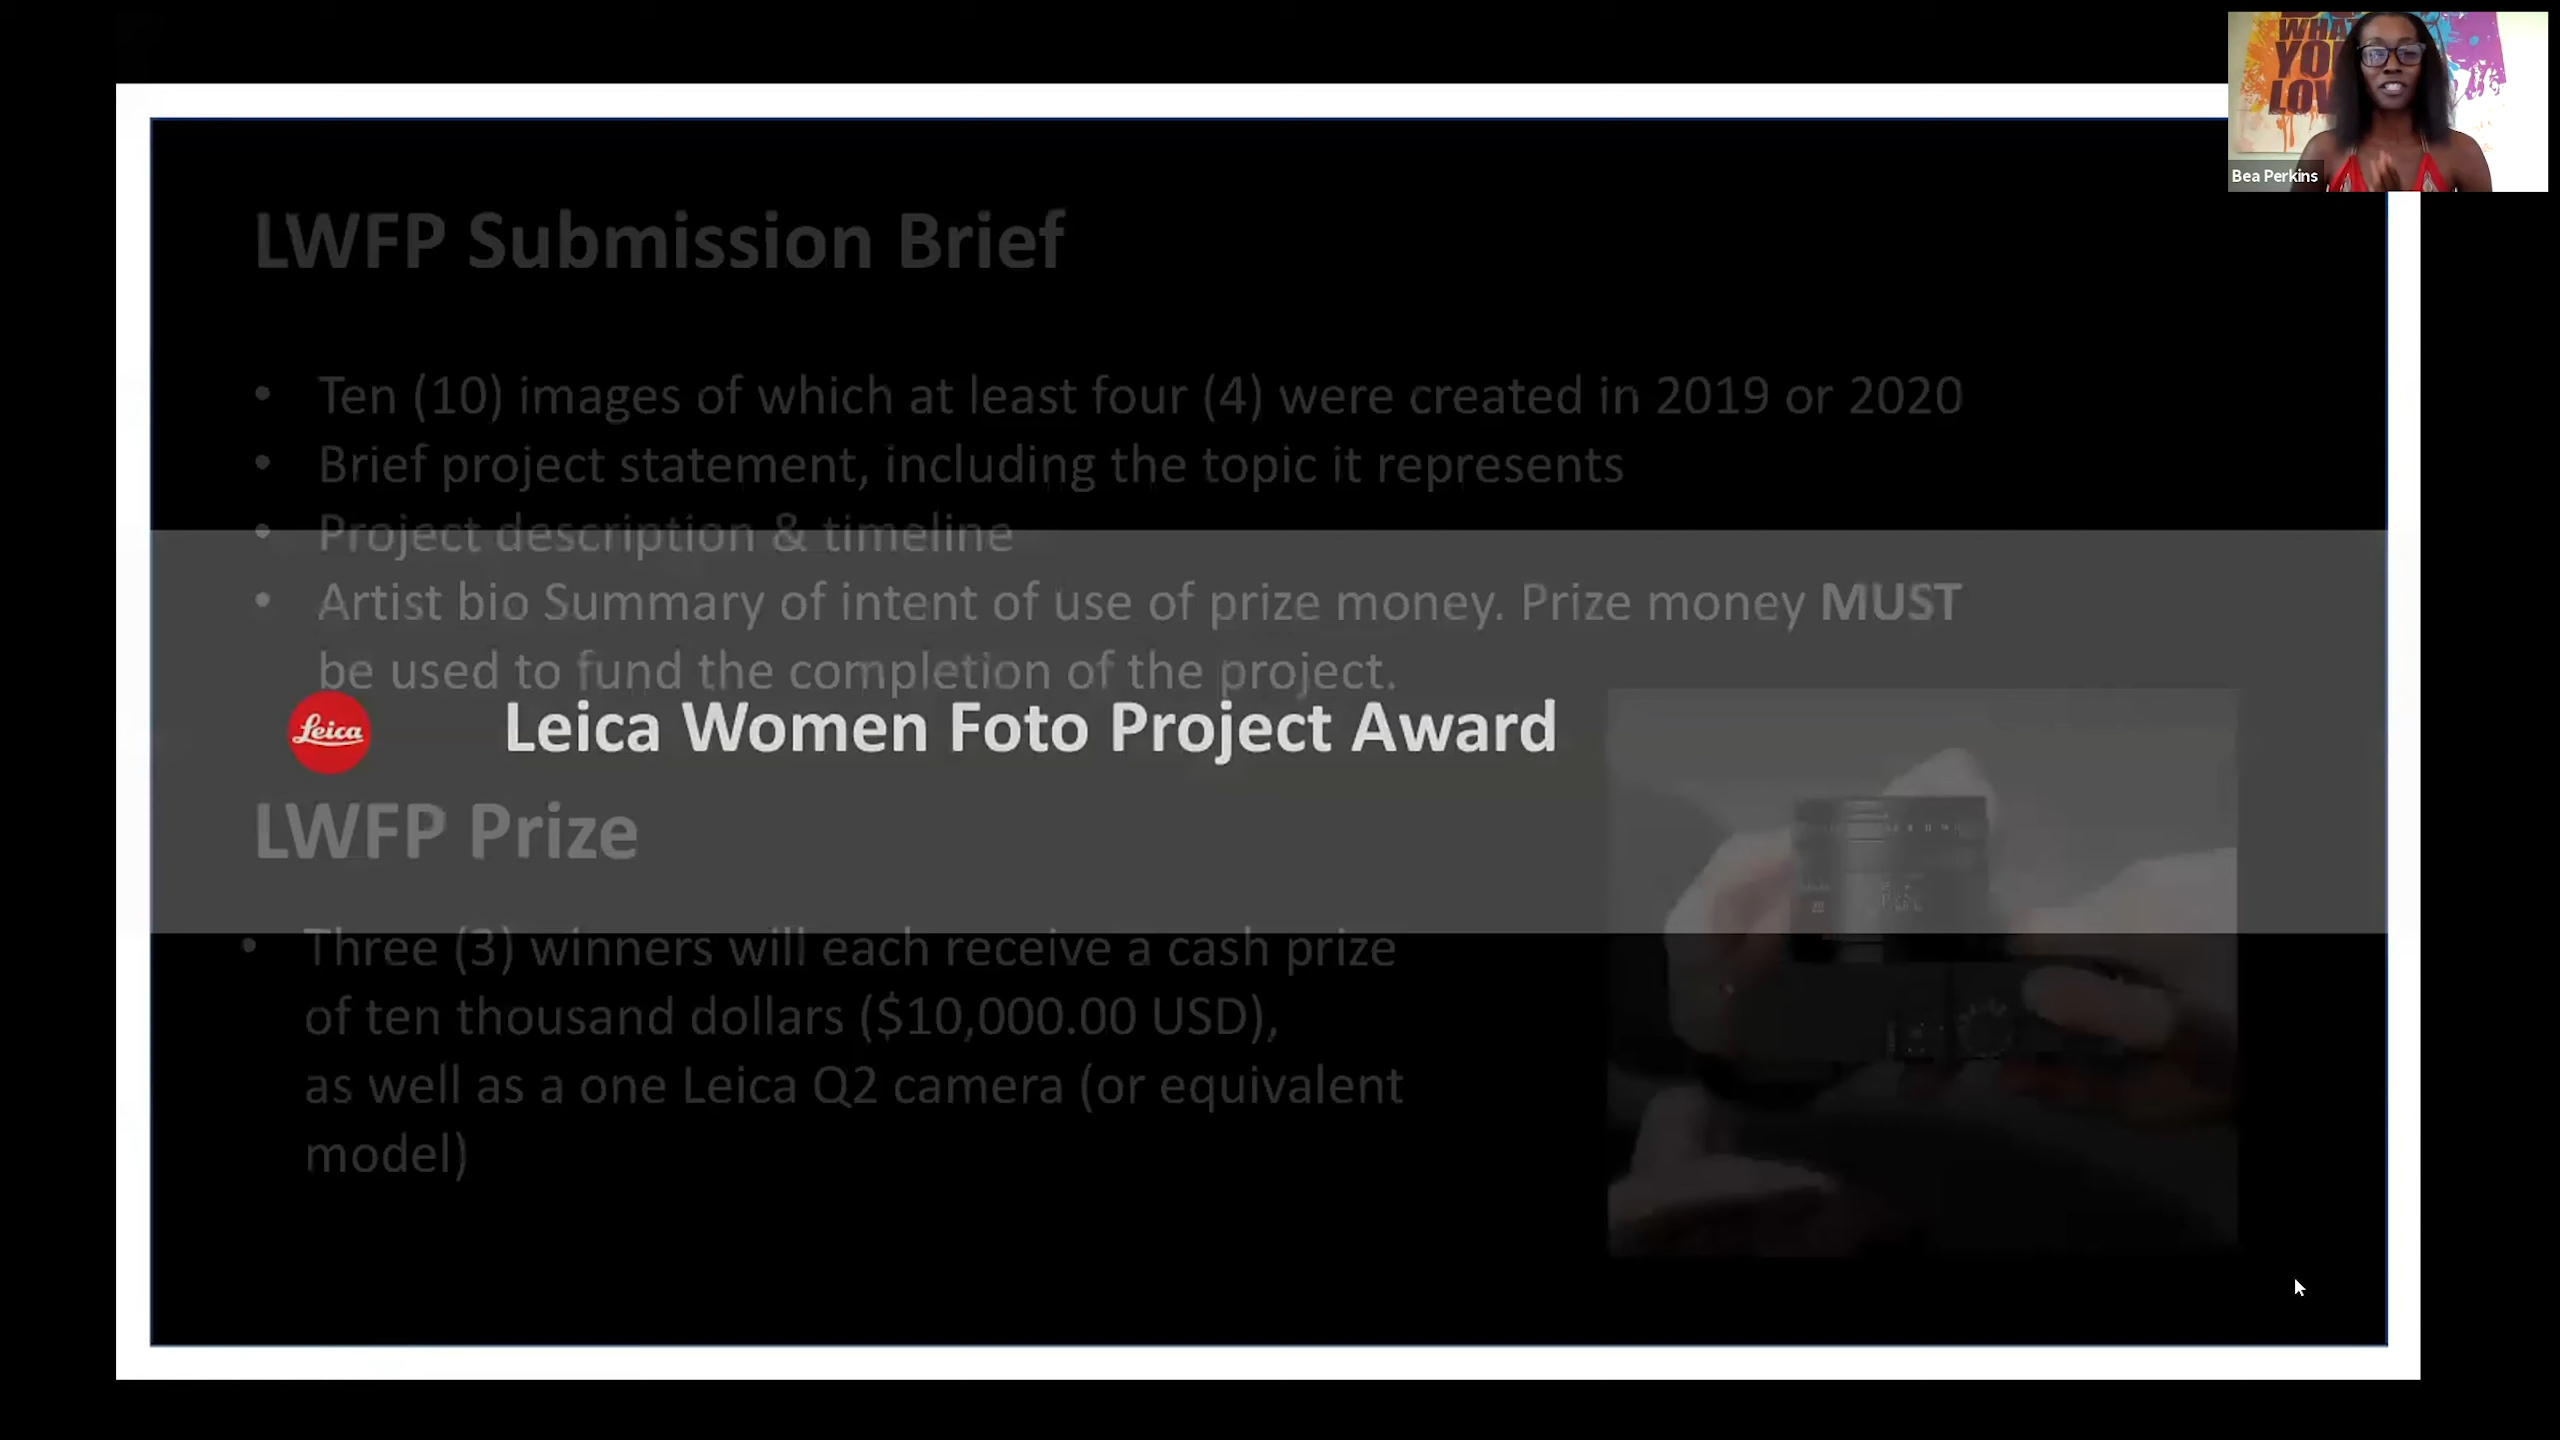 WHAT
YO
LOV
Bea Perkins
LWFP Submission Brief
• Ten (10) images of which at least four (4) were created in 2019 or 2020
• Brief project statement, including the topic it represents
• Project description & timeline
• Artist bio Summary of intent of use of prize money. Prize money MUST
be used to fund the completion of the project.
Leica
Leica Women Foto Project Award
LWFP Prize
• Three (3) winners will each receive a cash prize
of ten thousand dollars ($10,000.00 USD),
as well as a one Leica Q2 camera (or equivalent
model)